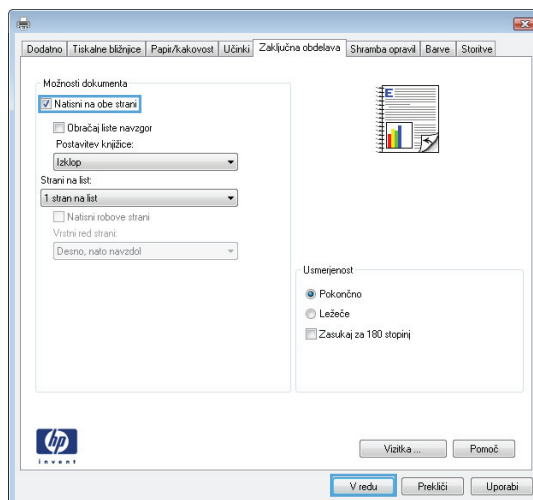 Dodatno Tiskalne bližnjice Papir/kakovost Učinki Zaključna obdelava Shramba opravil Barve Storitve
Možnosti dokumenta
Natisni na obe strani
Obračaj liste navzgor
Postavitev knjižice:
Izklop
Strani na list:
1 stran na list
Natisni robove strani
Vrstni red strani:
Desno, nato navzdol
E
Usmerjenost
Pokončno
Ležeče
Zasukaj za 180 stopinj
hp
invent
Vizitka ... Pomoč
V redu Prekliči Uporabi